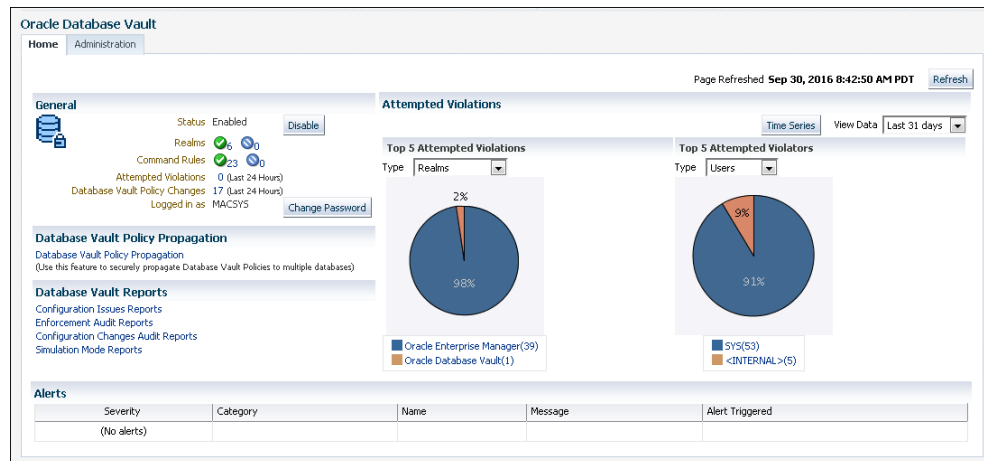 Oracle Database Vault
Home Administration
Page Refreshed Sep 30, 2016 8:42:50 AM PDT Refresh
General
Status Enabled Disable
Realms 6 0
Command Rules 23 0
Attempted Violations 0 (Last 24 Hours)
Database Vault Policy Changes 17 (Last 24 Hours)
Logged in as MACSYS Change Password
Database Vault Policy Propagation
Database Vault Policy Propagation
(Use this feature to securely propagate Database Vault Policies to multiple databases)
Database Vault Reports
Configuration Issues Reports
Enforcement Audit Reports
Configuration Changes Audit Reports
Simulation Mode Reports
Attempted Violations
Time Series View Data Last 31 days
Top 5 Attempted Violations
Type Realms
2%
98%
Oracle Enterprise Manager(39)
Oracle Database Vault(1)
Top 5 Attempted Violators
Type Users
9%
91%
SYS(53)
<INTERNAL>(5)
Alerts
Severity Category Name Message Alert Triggered
(No alerts)